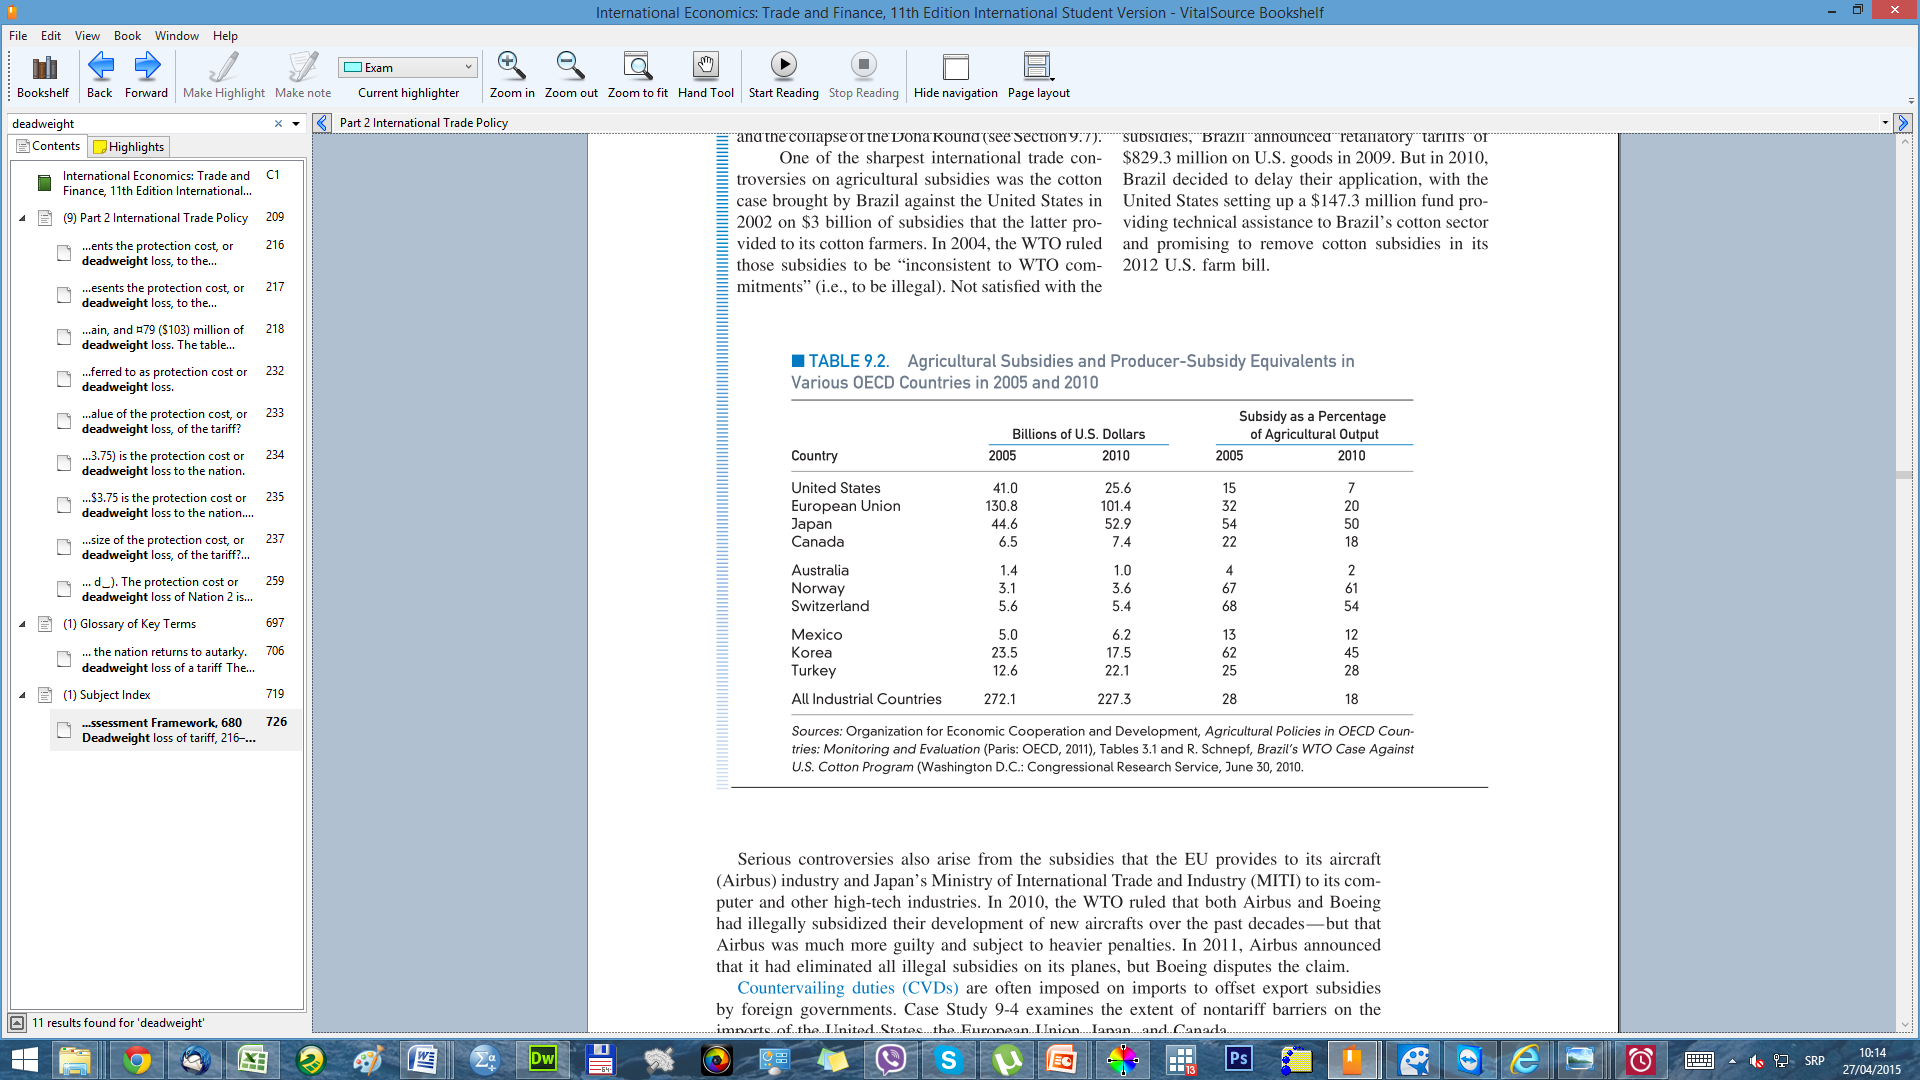 International Economics: Trade and Finance, 11th Edition International Student Version - VitalSource Bookshelf
File Edit View Book Window Help
Bookshelf Back Forward Make Highlight Make note Exam Current highlighter Zoom in Zoom out Zoom to fit Hand Tool Start Reading Stop Reading Hide navigation Page layout
deadweight
Part 2 International Trade Policy
Contents Highlights
International Economics: Trade and C1
Finance, 11th Edition International...
(9) Part 2 International Trade Policy 209
...ents the protection cost, or 216
deadweight loss, to the...
...esents the protection cost, or 217
deadweight loss, to the...
...ain, and ¤79 ($103) million of 218
deadweight loss. The table...
...ferred to as protection cost or 232
deadweight loss.
...alue of the protection cost, or 233
deadweight loss, of the tariff?
...3.75) is the protection cost or 234
deadweight loss to the nation.
...$3.75 is the protection cost or 235
deadweight loss to the nation....
...size of the protection cost, or 237
deadweight loss, of the tariff?...
... d_). The protection cost or 259
deadweight loss of Nation 2 is...
(1) Glossary of Key Terms 697
... the nation returns to autarky. 706
deadweight loss of a tariff The...
(1) Subject Index 719
...ssessment Framework, 680 726
Deadweight loss of tariff, 216–...
11 results found for 'deadweight'
and the collapse of the Doha Round (see Section 9.7).
One of the sharpest international trade con-
troversies on agricultural subsidies was the cotton
case brought by Brazil against the United States in
2002 on $3 billion of subsidies that the latter pro-
vided to its cotton farmers. In 2004, the WTO ruled
those subsidies to be “inconsistent to WTO com-
mitments” (i.e., to be illegal). Not satisfied with the
subsidies, Brazil announced retaliatory tariffs of
$829.3 million on U.S. goods in 2009. But in 2010,
Brazil decided to delay their application, with the
United States setting up a $147.3 million fund pro-
viding technical assistance to Brazil’s cotton sector
and promising to remove cotton subsidies in its
2012 U.S. farm bill.
TABLE 9.2. Agricultural Subsidies and Producer-Subsidy Equivalents in
Various OECD Countries in 2005 and 2010
Subsidy as a Percentage
Billions of U.S. Dollars of Agricultural Output
Country 2005 2010 2005 2010
United States 41.0 25.6 15 7
European Union 130.8 101.4 32 20
Japan 44.6 52.9 54 50
Canada 6.5 7.4 22 18
Australia 1.4 1.0 4 2
Norway 3.1 3.6 67 61
Switzerland 5.6 5.4 68 54
Mexico 5.0 6.2 13 12
Korea 23.5 17.5 62 45
Turkey 12.6 22.1 25 28
All Industrial Countries 272.1 227.3 28 18
Sources: Organization for Economic Cooperation and Development, Agricultural Policies in OECD Coun-
tries: Monitoring and Evaluation (Paris: OECD, 2011), Tables 3.1 and R. Schnepf, Brazil’s WTO Case Against
U.S. Cotton Program (Washington D.C.: Congressional Research Service, June 30, 2010.
Serious controversies also arise from the subsidies that the EU provides to its aircraft
(Airbus) industry and Japan’s Ministry of International Trade and Industry (MITI) to its com-
puter and other high-tech industries. In 2010, the WTO ruled that both Airbus and Boeing
had illegally subsidized their development of new aircrafts over the past decades—but that
Airbus was much more guilty and subject to heavier penalties. In 2011, Airbus announced
that it had eliminated all illegal subsidies on its planes, but Boeing disputes the claim.
Countervailing duties (CVDs) are often imposed on imports to offset export subsidies
by foreign governments. Case Study 9-4 examines the extent of nontariff barriers on the
imports of the United States, the European Union, Japan, and Canada.
SRP
10:14
27/04/2015